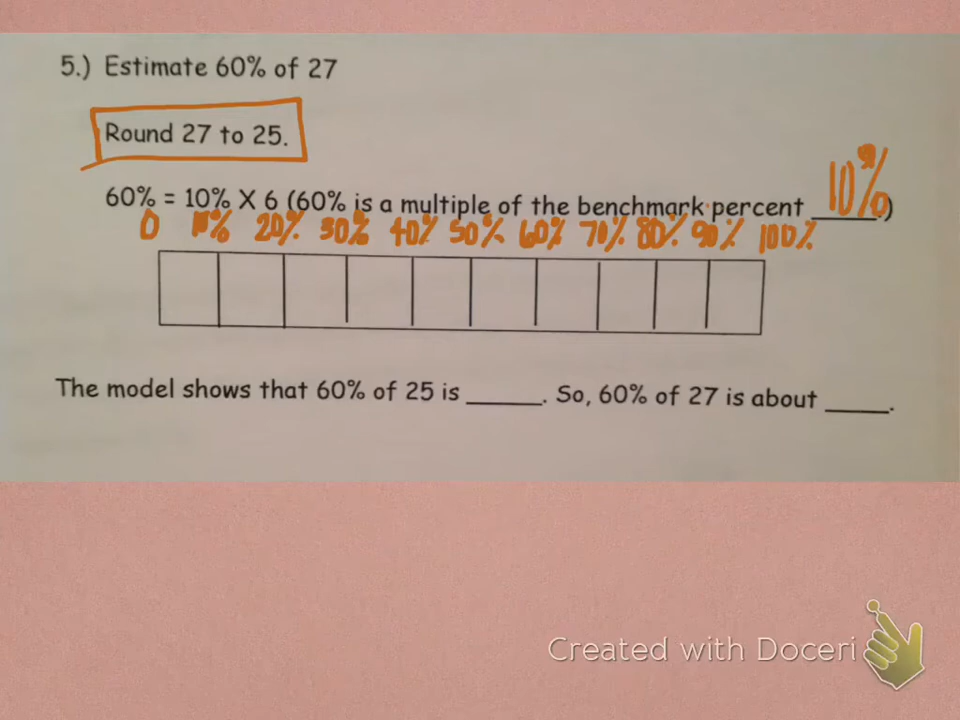 5.) Estimate 60% of 27
Round 27 to 25.
60% = 10% X 6 (60% is a multiple of the benchmark percent 10%)
0 10% 20% 30% 40% 50% 60% 70% 80% 90% 100%
The model shows that 60% of 25 is ______. So, 60% of 27 is about _____.
Created with Doceri